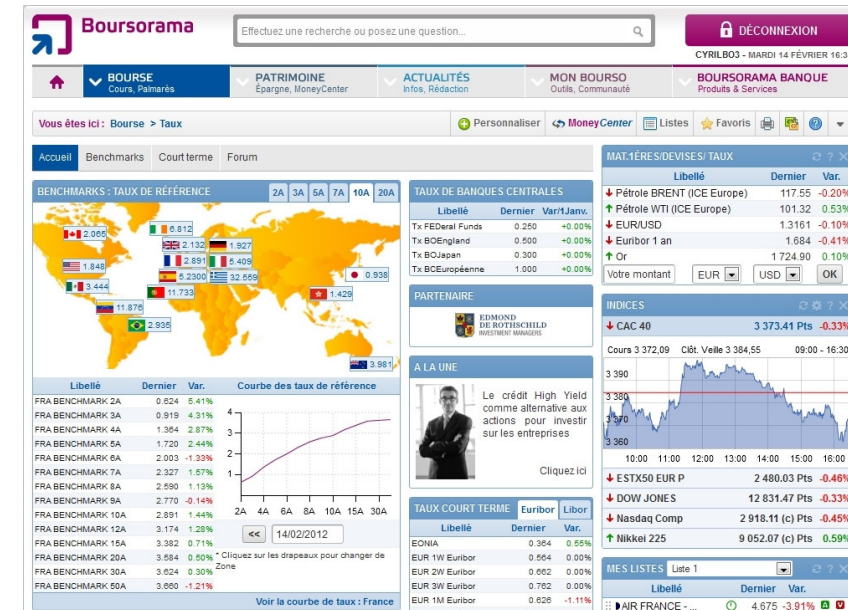 Boursorama
Effectuez une recherche ou posez une question...
DÉCONNEXION
CYRILBO3 - MARDI 14 FÉVRIER 16:3
BOURSE
Cours, Palmarès
PATRIMOINE
Épargne, MoneyCenter
ACTUALITÉS
Infos, Rédaction
MON BOURSO
Outils, Communauté
BOURSORAMA BANQUE
Produits & Services
Vous êtes ici : Bourse > Taux
Personnaliser MoneyCenter Listes Favoris
Accueil Benchmarks Court terme Forum
BENCHMARKS : TAUX DE RÉFÉRENCE 2A 3A 5A 7A 10A 20A
2.065
6.812
2.132
1.927
1.848
2.891
5.409
5.2300
32.559
0.938
3.444
11.733
1.429
11.876
2.935
3.981
Libellé Dernier Var.
FRA BENCHMARK 2A 0.624 5.41%
FRA BENCHMARK 3A 0.919 4.31%
FRA BENCHMARK 4A 1.364 2.87%
FRA BENCHMARK 5A 1.720 2.44%
FRA BENCHMARK 6A 2.003 -1.33%
FRA BENCHMARK 7A 2.327 1.57%
FRA BENCHMARK 8A 2.590 1.13%
FRA BENCHMARK 9A 2.770 -0.14%
FRA BENCHMARK 10A 2.891 1.44%
FRA BENCHMARK 12A 3.174 1.28%
FRA BENCHMARK 15A 3.382 0.71%
FRA BENCHMARK 20A 3.584 0.50%
FRA BENCHMARK 30A 3.624 0.30%
FRA BENCHMARK 50A 3.660 -1.21%
Courbe des taux de référence
4
3
2
1
2A 4A 6A 8A 10A 15A 30A
<< 14/02/2012
* Cliquez sur les drapeaux pour changer de
Zone
Voir la courbe de taux : France
TAUX DE BANQUES CENTRALES
Libellé Dernier Var/1Janv.
Tx FEDeral Funds 0.250 +0.00%
Tx BOEngland 0.500 +0.00%
Tx BOJapan 0.300 +0.00%
Tx BCEuropéenne 1.000 +0.00%
PARTENAIRE
EDMOND
DE ROTHSCHILD
INVESTMENT MANAGERS
A LA UNE
Le crédit High Yield
comme alternative aux
actions pour investir
sur les entreprises
Cliquez ici
TAUX COURT TERME Euribor Libor
Libellé Dernier Var.
EONIA 0.364 0.55%
EUR 1W Euribor 0.564 0.00%
EUR 2W Euribor 0.662 0.00%
EUR 3W Euribor 0.762 0.00%
EUR 1M Euribor 0.626 -1.11%
MAT.1ÈRES/DEVISES/ TAUX
Libellé Dernier Var.
Pétrole BRENT (ICE Europe) 117.55 -0.20%
Pétrole WTI (ICE Europe) 101.32 0.53%
EUR/USD 1.3161 -0.10%
Euribor 1 an 1.684 -0.41%
Or 1 724.90 0.10%
Votre montant EUR USD OK
INDICES
CAC 40 3 373.41 Pts -0.33%
Cours 3 372,09 Clôt. Veille 3 384,55 09:00 - 16:30
3 390
3 380
3 370
3 360
10:00 11:00 12:00 13:00 14:00 15:00 16:00
ESTX50 EUR P 2 480.03 Pts -0.46%
DOW JONES 12 831.47 Pts -0.33%
Nasdaq Comp 2 918.11 (c) Pts -0.45%
Nikkei 225 9 052.07 (c) Pts 0.59%
MES LISTES Liste 1
Libellé Dernier Var.
AIR FRANCE - ... 4.675 -3.91% A V